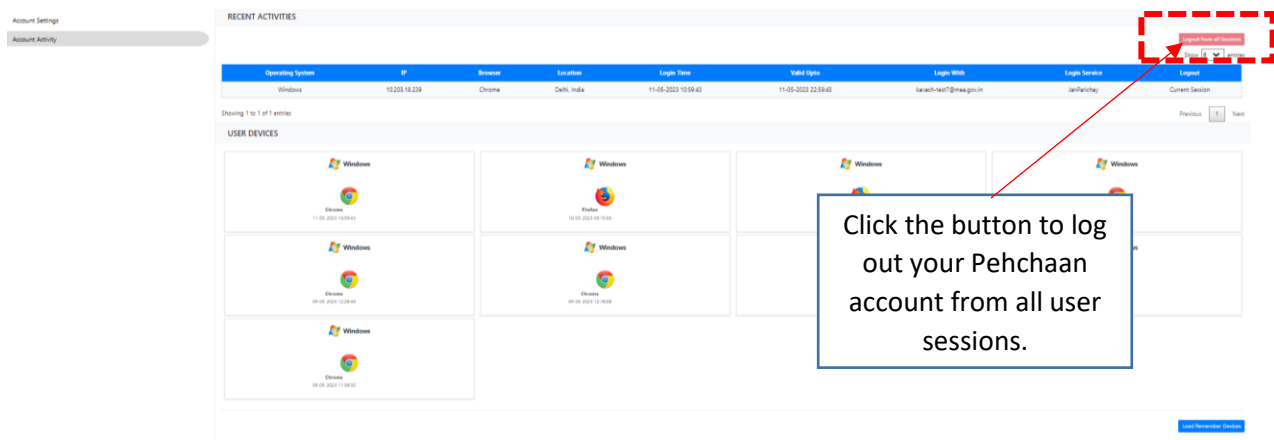 Account Settings
RECENT ACTIVITIES
Account Activity
Logout from all Sessions
Show entries
Operating System IP Browser Location Login Time Valid Upto Login With Login Service Logout
Windows 10.203.18.239 Chrome Delhi, India 11-05-2023 10:59:43 11-05-2023 22:59:43 kavach-test7@mea.gov.in JanParichay Current Session
Showing 1 to 1 of 1 entries
Previous 1 Next
USER DEVICES
Windows Windows Windows Windows
Chrome Firefox
11-05-2023 10:59:43
Click the button to log
out your Pehchaan
account from all user
sessions.
Windows Windows
Chrome Chrome
Windows
Chrome
Load Remember Devices